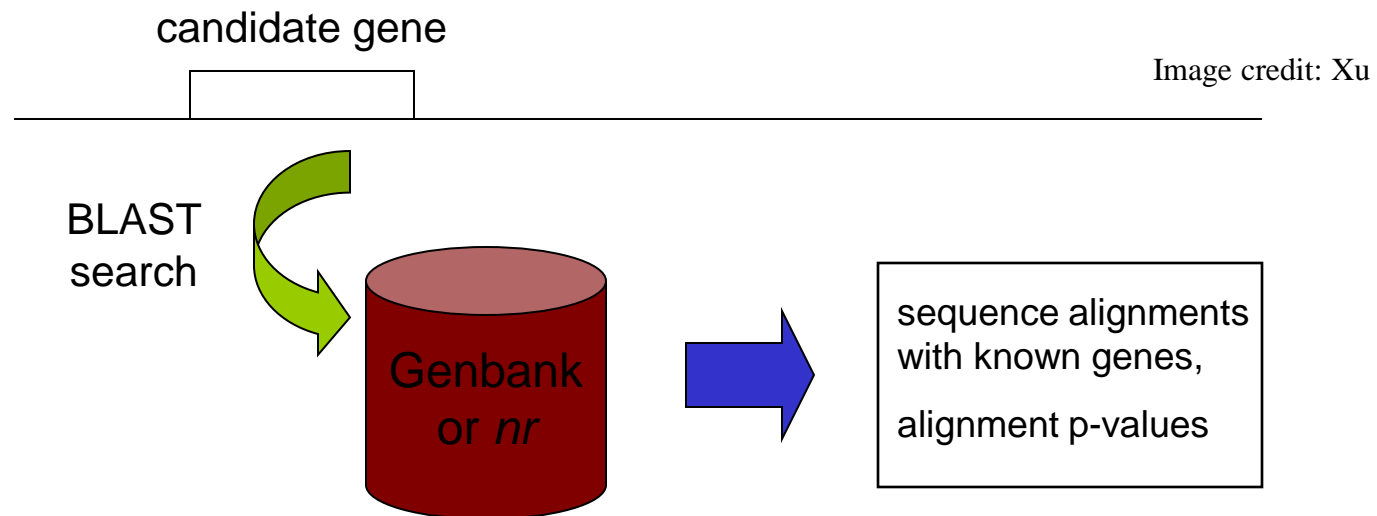 candidate gene
Image credit: Xu
BLAST
search
Genbank
or nr
sequence alignments
with known genes,
alignment p-values